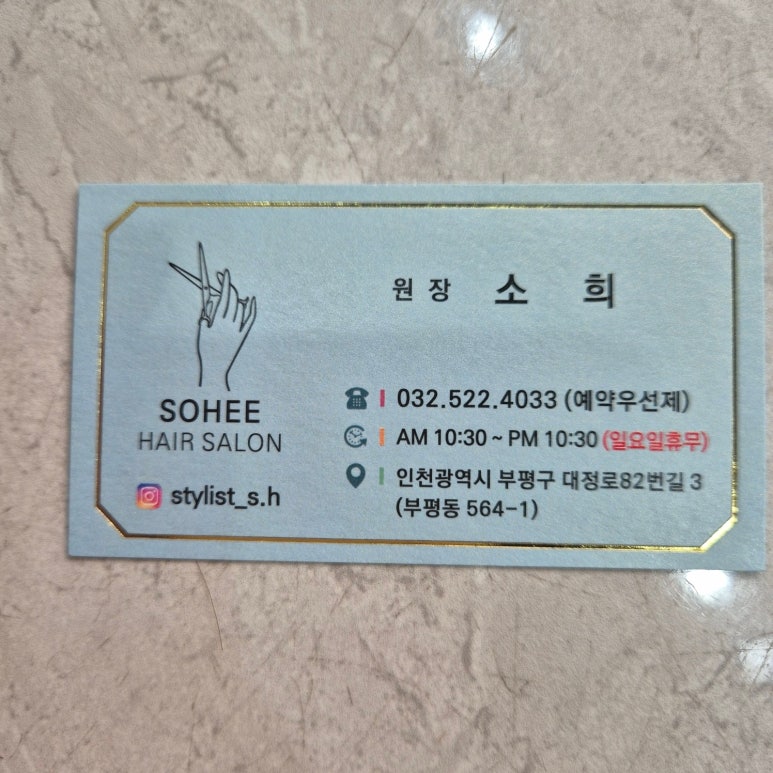 원장 소희
SOHEE
HAIR SALON
stylist_s.h
032.522.4033 (예약우선제)
AM 10:30 ~ PM 10:30 (일요일휴무)
인천광역시 부평구 대정로82번길 3
(부평동 564-1)